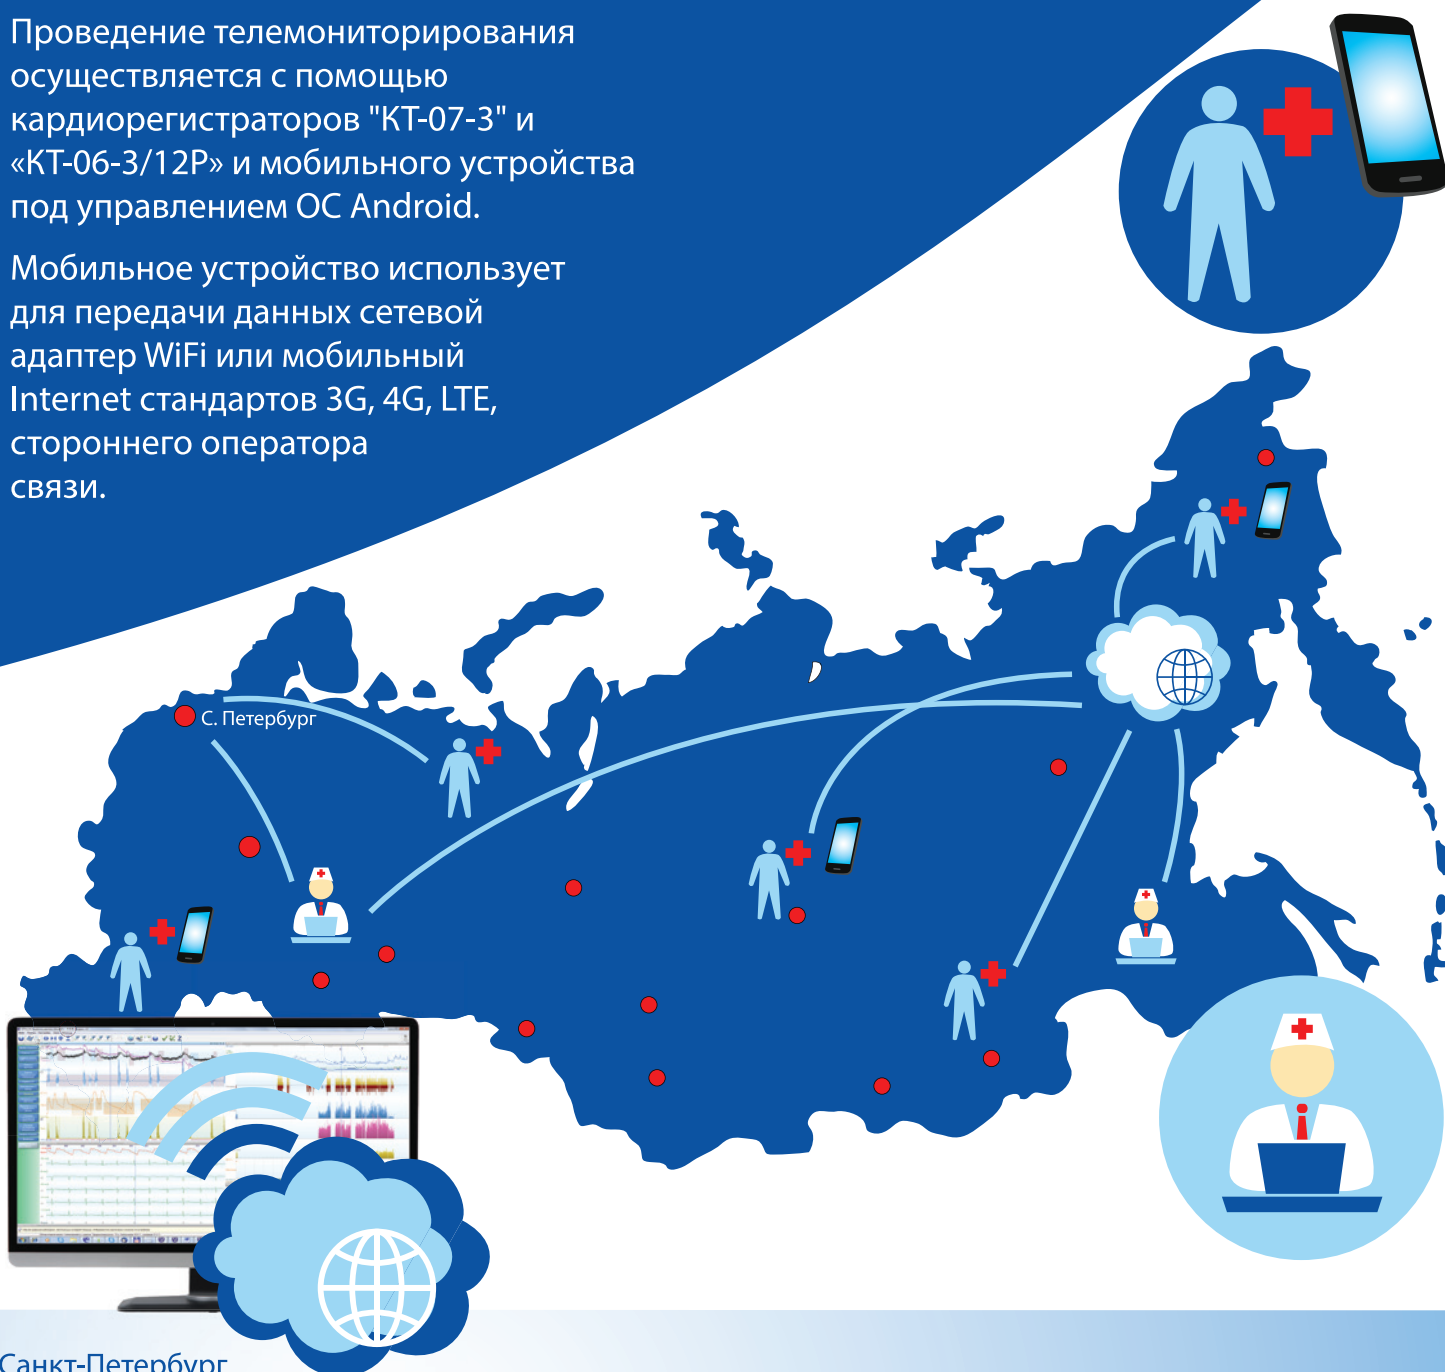 Проведение телемониторирования
осуществляется с помощью
кардиорегистраторов "КТ-07-3" и
«КТ-06-3/12Р» и мобильного устройства
под управлением ОС Android.
Мобильное устройство использует
для передачи данных сетевой
адаптер WiFi или мобильный
Internet стандартов 3G, 4G, LTE,
стороннего оператора
связи.
С. Петербург
Санкт-Петербург